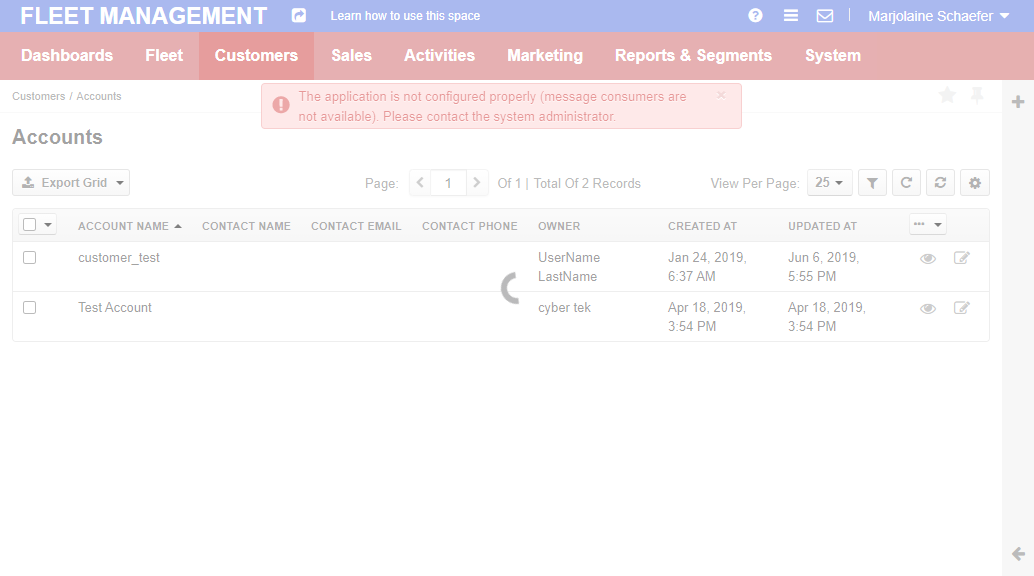 FLEET MANAGEMENT Learn how to use this space Marjolaine Schaefer
Dashboards Fleet Customers Sales Activities Marketing Reports & Segments System
Customers / Accounts
The application is not configured properly (message consumers are
not available). Please contact the system administrator.
Accounts
Export Grid Page: 1 Of 1 | Total Of 2 Records View Per Page: 25
ACCOUNT NAME CONTACT NAME CONTACT EMAIL CONTACT PHONE OWNER CREATED AT UPDATED AT
customer_test UserName Jan 24, 2019, Jun 6, 2019,
LastName 6:37 AM 5:55 PM
Test Account cyber tek Apr 18, 2019, Apr 18, 2019,
3:54 PM 3:54 PM